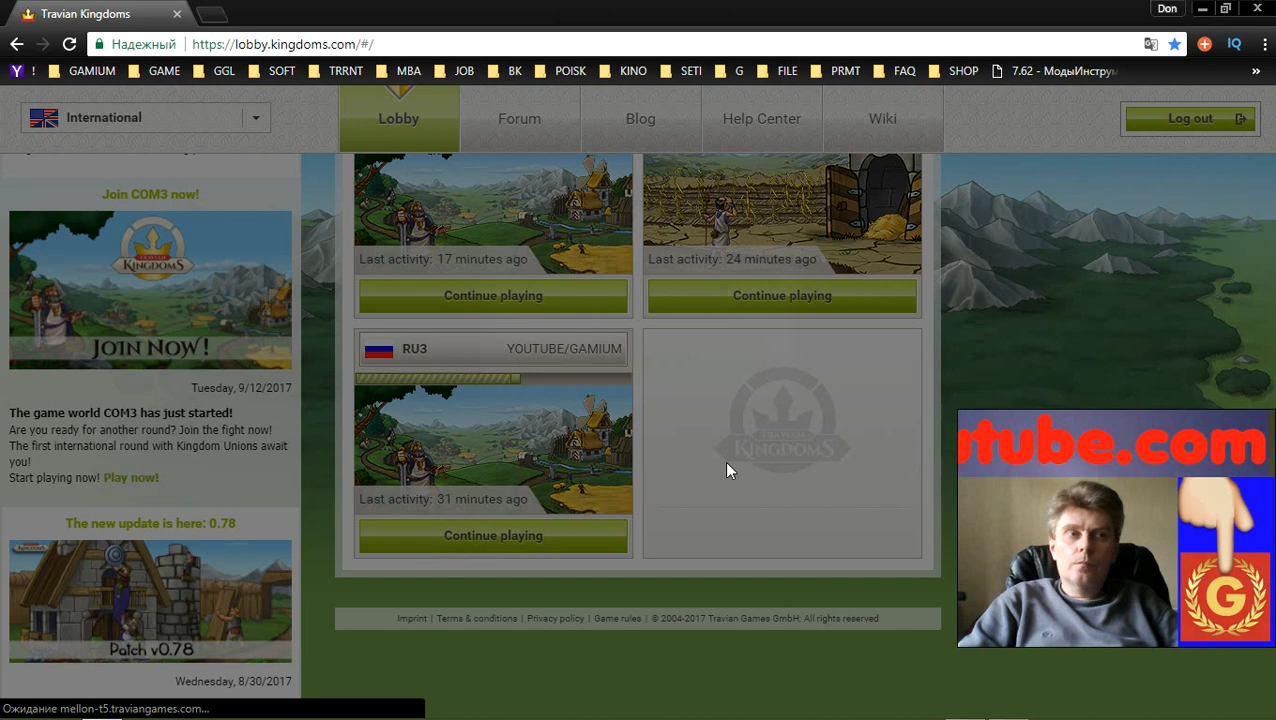 Travian Kingdoms
Don
Надежный
https://lobby.kingdoms.com/#/
IQ
!
GAMIUM
GAME
GGL
SOFT
TRRNT
MBA
JOB
BK
POISK
KINO
SETI
G
FILE
PRMT
FAQ
SHOP
7.62 - МодыИнструм
»
International
Lobby
Forum
Blog
Help Center
Wiki
Log out
Join COM3 now!
TRAVIAN
KINGDOMS
JOIN NOW!
Tuesday, 9/12/2017
The game world COM3 has just started!
Are you ready for another round? Join the fight now!
The first international round with Kingdom Unions await
you!
Start playing now! Play now!
The new update is here: 0.78
Patch v0.78
Wednesday, 8/30/2017
Last activity: 17 minutes ago
Continue playing
Last activity: 24 minutes ago
Continue playing
RU3
YOUTUBE/GAMIUM
Last activity: 31 minutes ago
Continue playing
TRAVIAN
KINGDOMS
Imprint | Terms & conditions | Privacy policy | Game rules | © 2004-2017 Travian Games GmbH: All rights reserved
utube.com
G
Ожидание mellon-t5.traviangames.com...